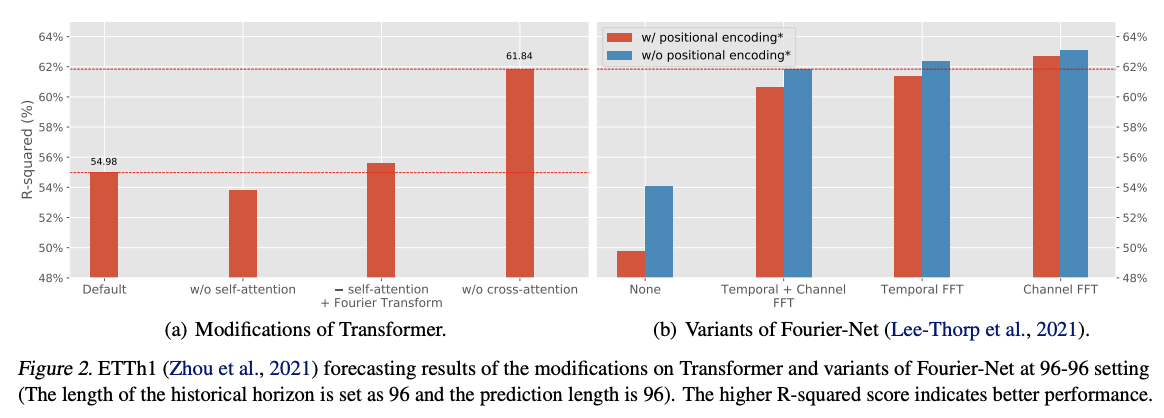 R-squared (%)
64%
62%
60%
58%
56%
54%
52%
50%
48%
54.98
61.84
Default
w/o self-attention
− self-attention
+ Fourier Transform
w/o cross-attention
w/ positional encoding*
w/o positional encoding*
64%
62%
60%
58%
56%
54%
52%
50%
48%
None
Temporal + Channel
FFT
Temporal FFT
Channel FFT
(a) Modifications of Transformer.
(b) Variants of Fourier-Net (Lee-Thorp et al., 2021).
Figure 2. ETTh1 (Zhou et al., 2021) forecasting results of the modifications on Transformer and variants of Fourier-Net at 96-96 setting
(The length of the historical horizon is set as 96 and the prediction length is 96). The higher R-squared score indicates better performance.